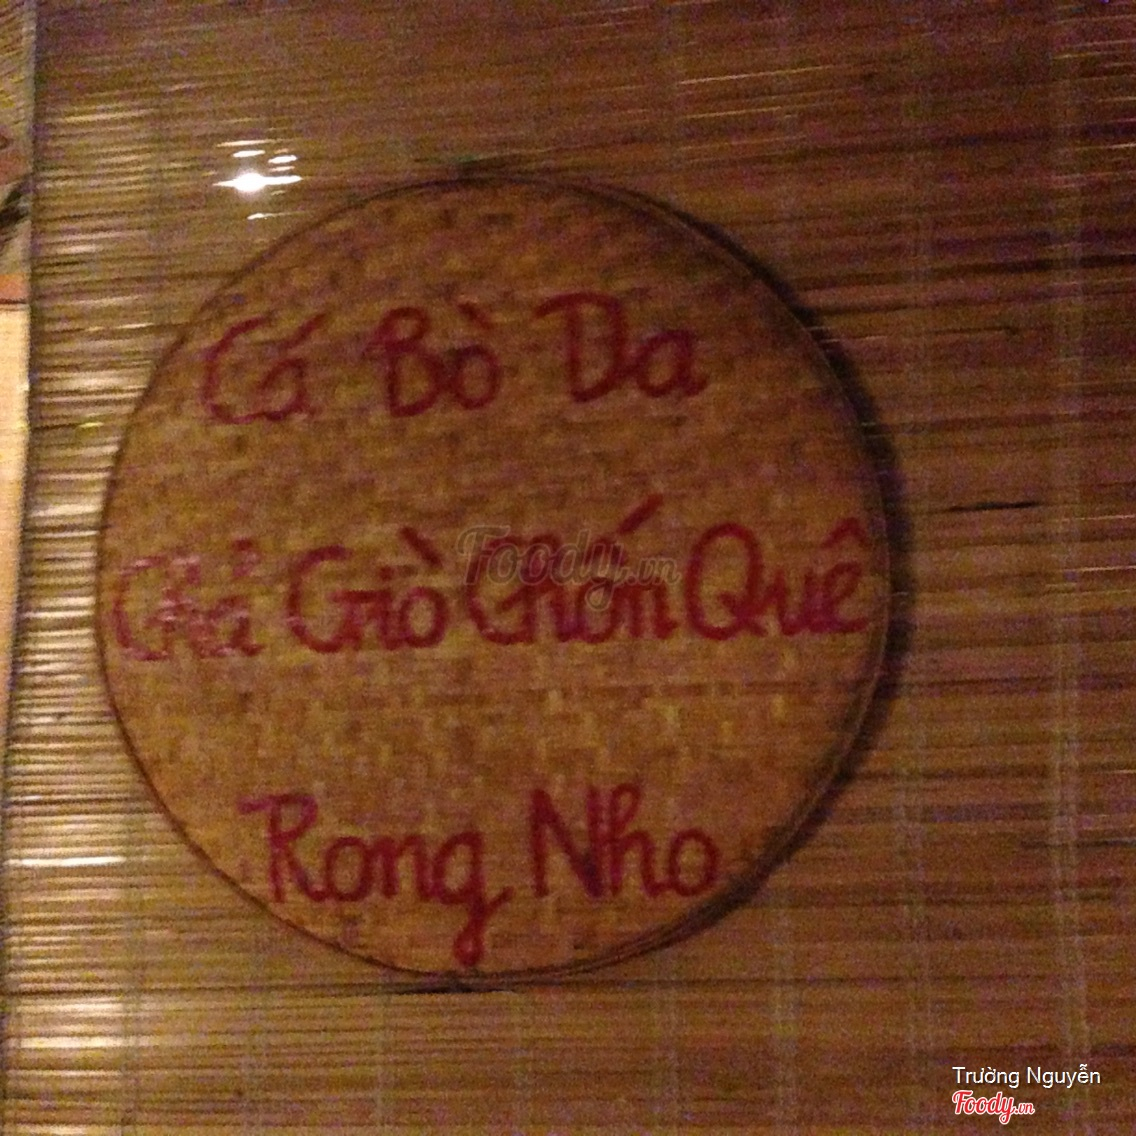 Cá Bò Da
Chả Giò Chốn Quê
Rong Nho
Foody.vn
Trường Nguyễn
Foody.vn